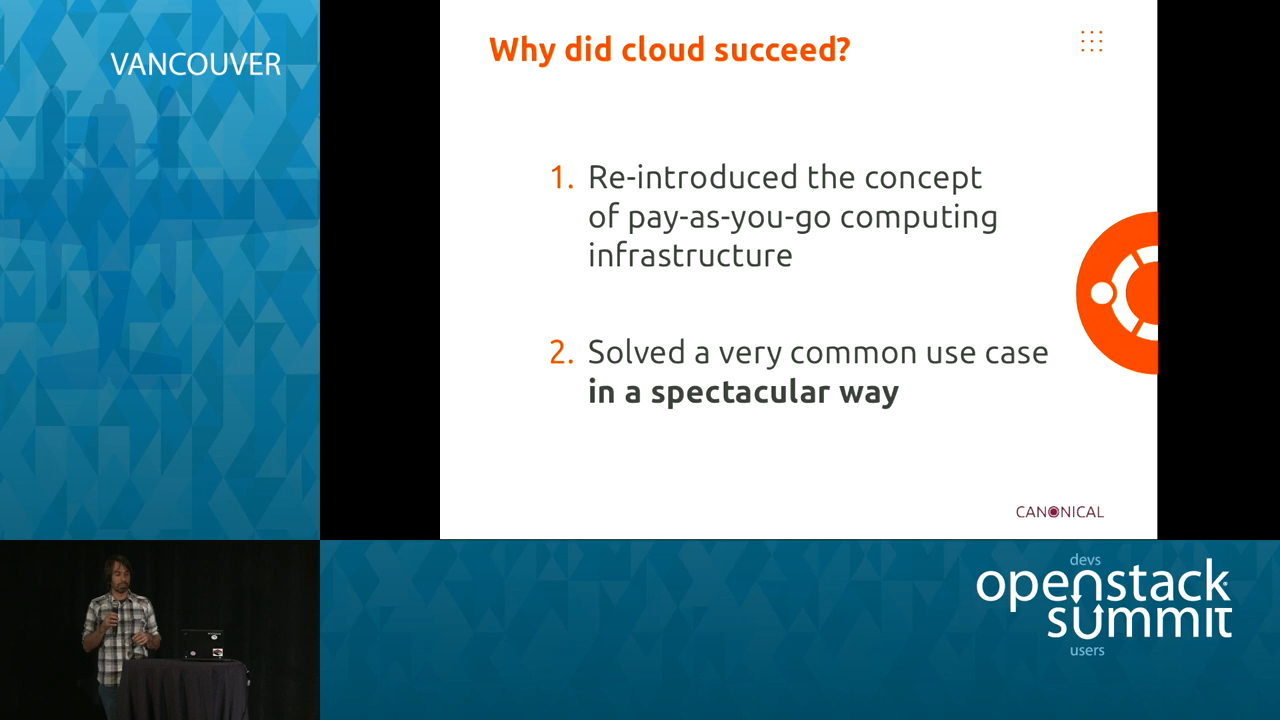 VANCOUVER
Why did cloud succeed?
1. Re-introduced the concept
of pay-as-you-go computing
infrastructure
2. Solved a very common use case
in a spectacular way
CANONICAL
devs
openstack
summit
users